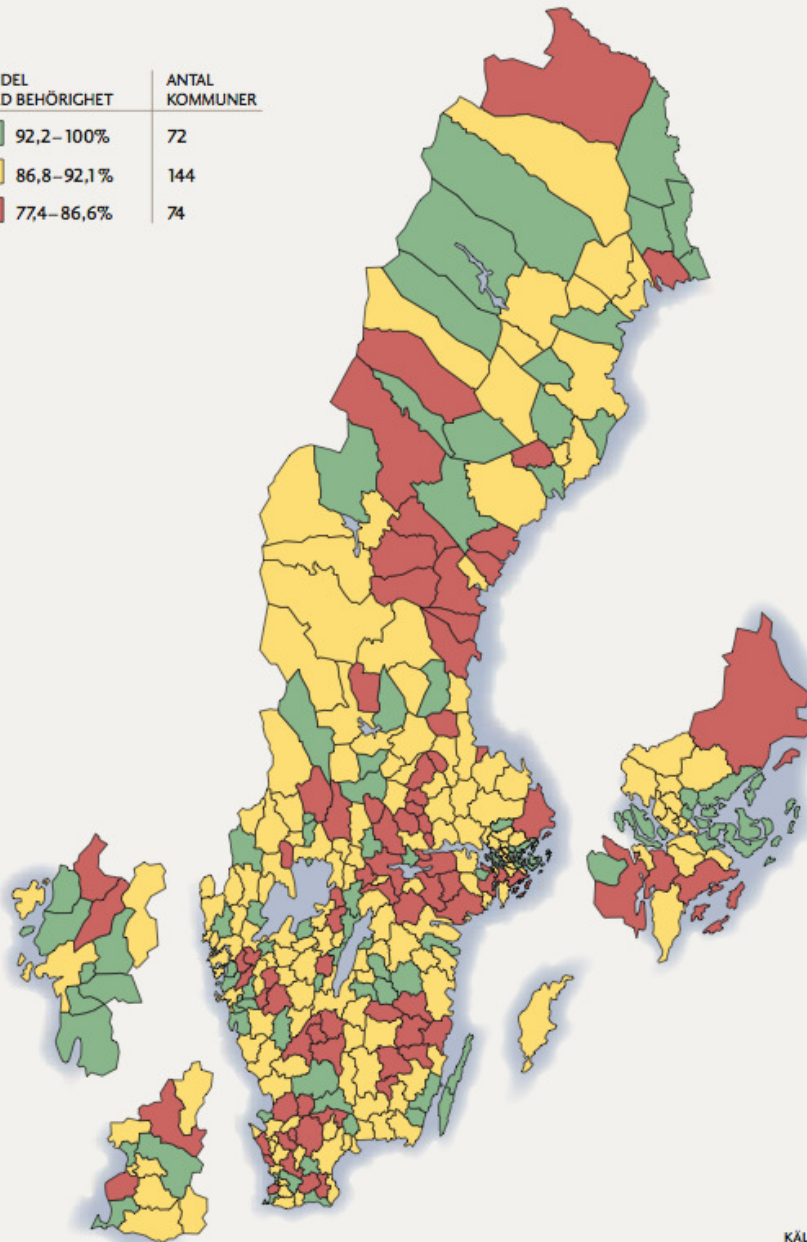 DEL
D BEHÖRIGHET
ANTAL
KOMMUNER
92,2–100% 72
86,8–92,1% 144
77,4–86,6% 74
KÄL